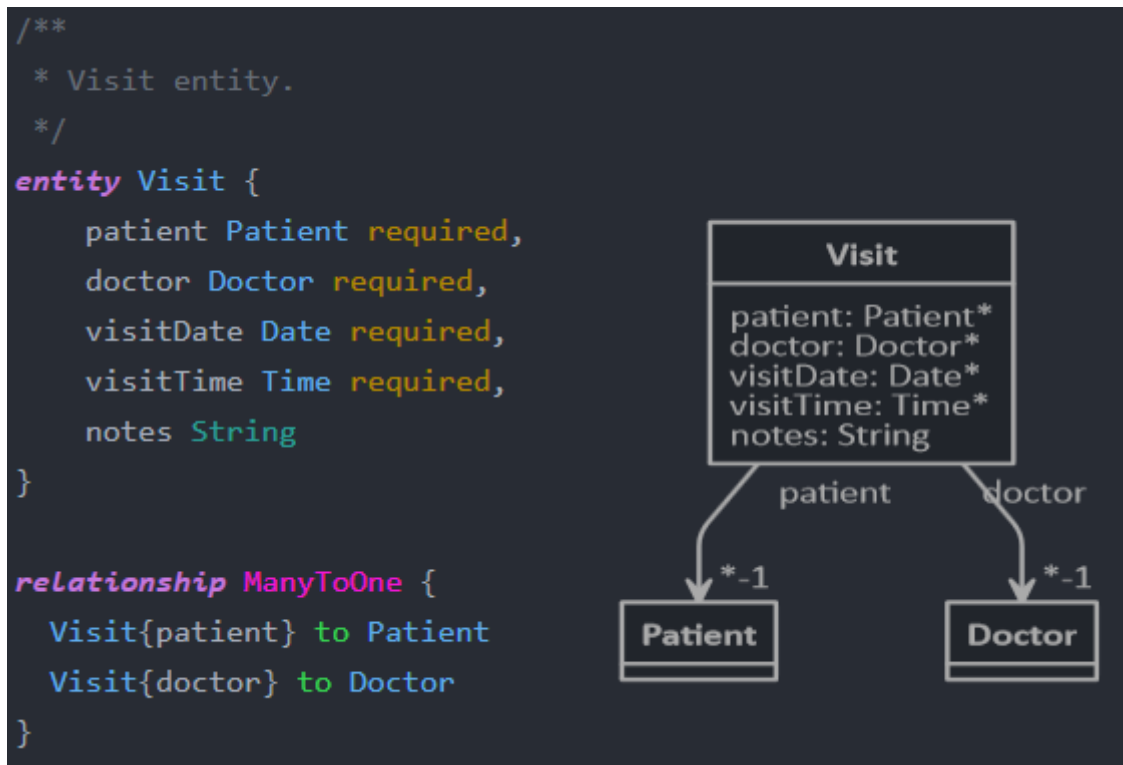 /**
 * Visit entity.
 */
entity Visit {
    patient Patient required,
    doctor Doctor required,
    visitDate Date required,
    visitTime Time required,
    notes String
}
relationship ManyToOne {
  Visit{patient} to Patient
  Visit{doctor} to Doctor
}
Visit
patient: Patient*
doctor: Doctor*
visitDate: Date*
visitTime: Time*
notes: String
patient
doctor
*-1
*-1
Patient
Doctor